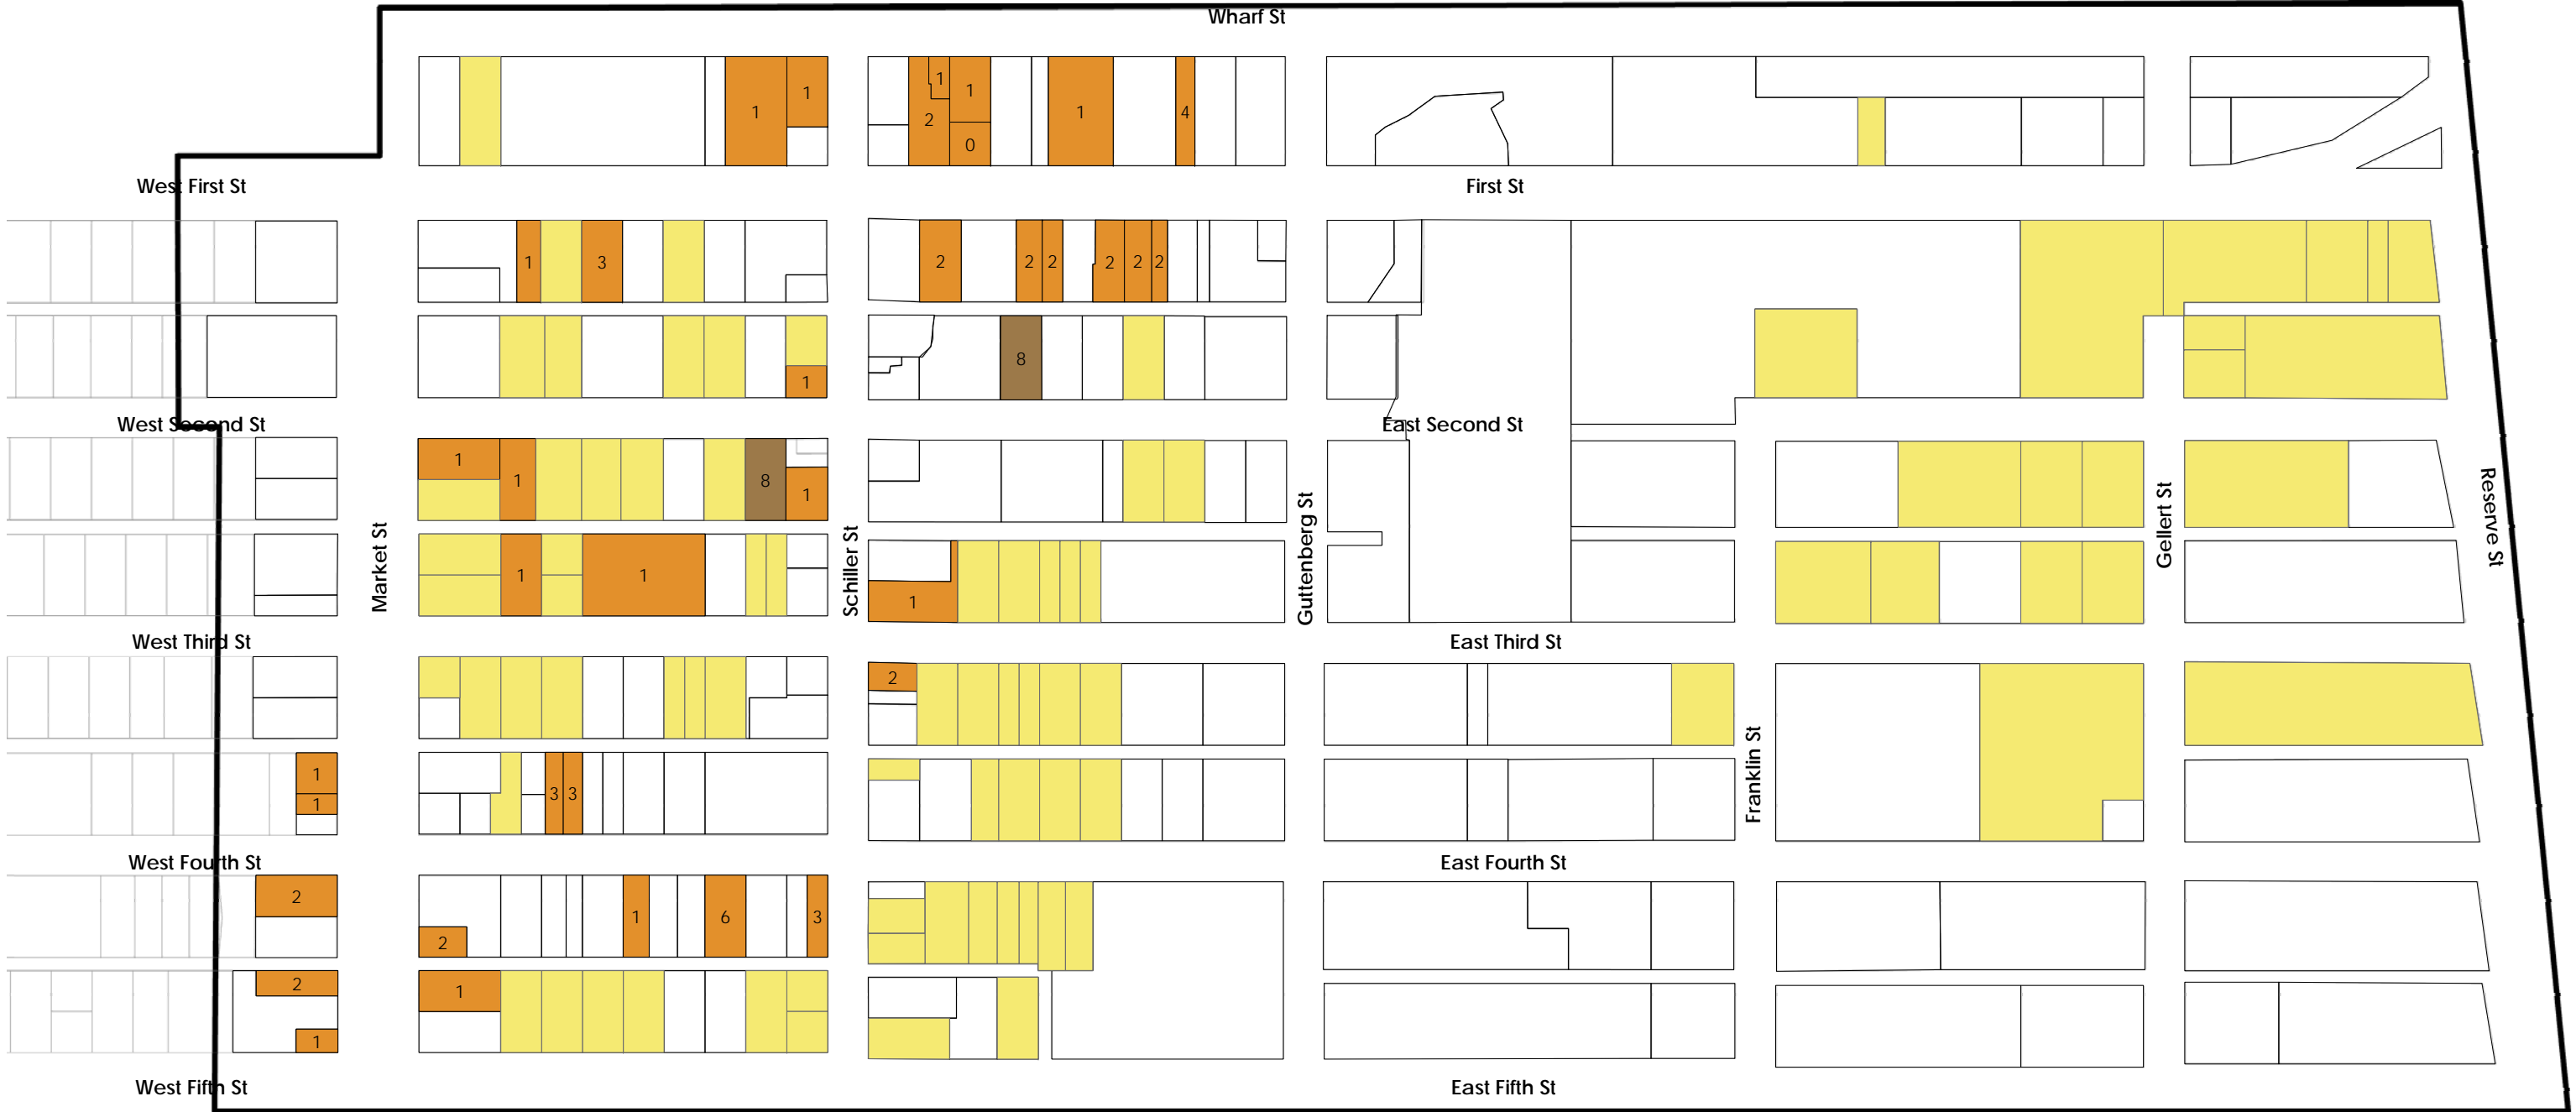 Wharf St
1
1
1
1
2
0
1
4
West First St
First St
1
3
2
2
2
2
2
2
8
1
West Second St
East Second St
1
1
8
1
Market St
Schiller St
Guttenberg St
Gellert St
Reserve St
1
1
1
West Third St
East Third St
2
Franklin St
1
1
3
3
West Fourth St
East Fourth St
2
2
1
6
3
2
1
1
West Fifth St
East Fifth St